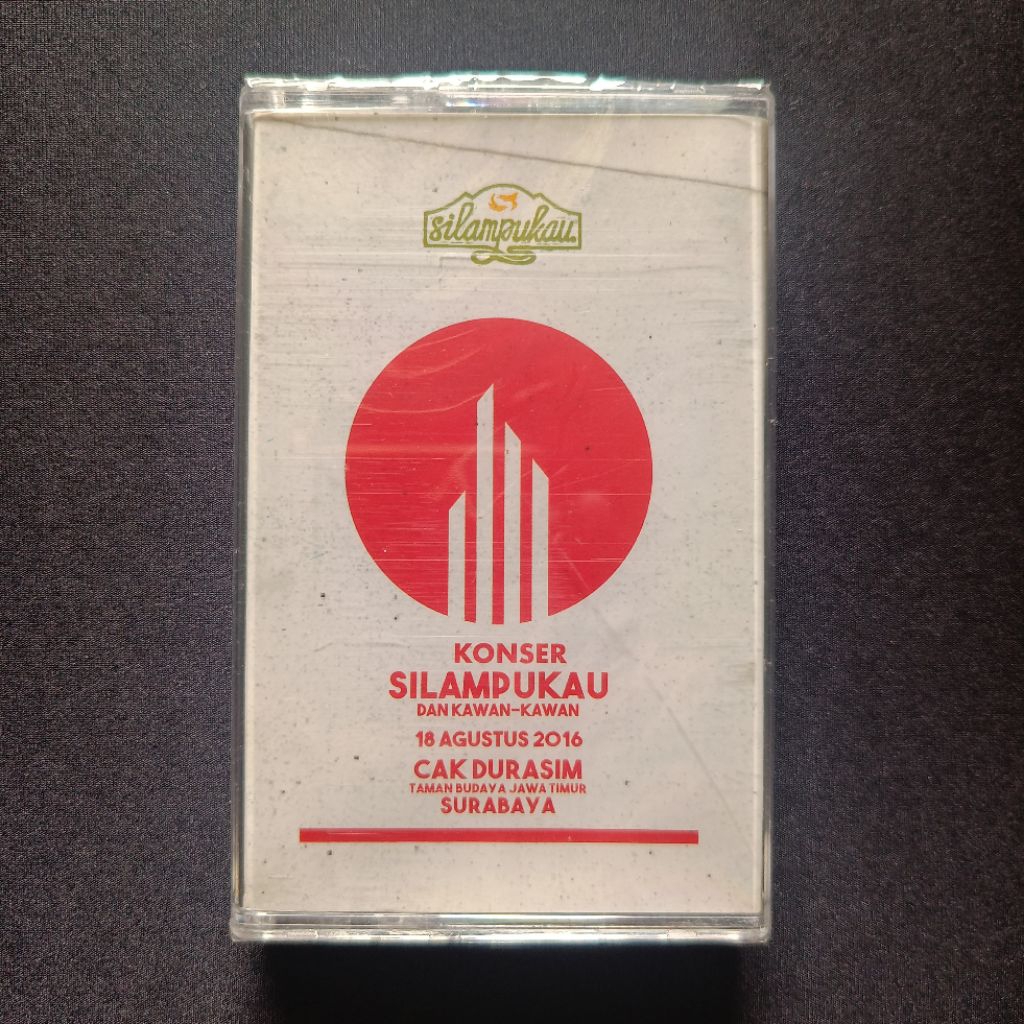 silampukau.
KONSER
SILAMPUKAU
DAN KAWAN-KAWAN
18 AGUSTUS 2016
CAK DURASIM
TAMAN BUDAYA JAWA TIMUR
SURABAYA